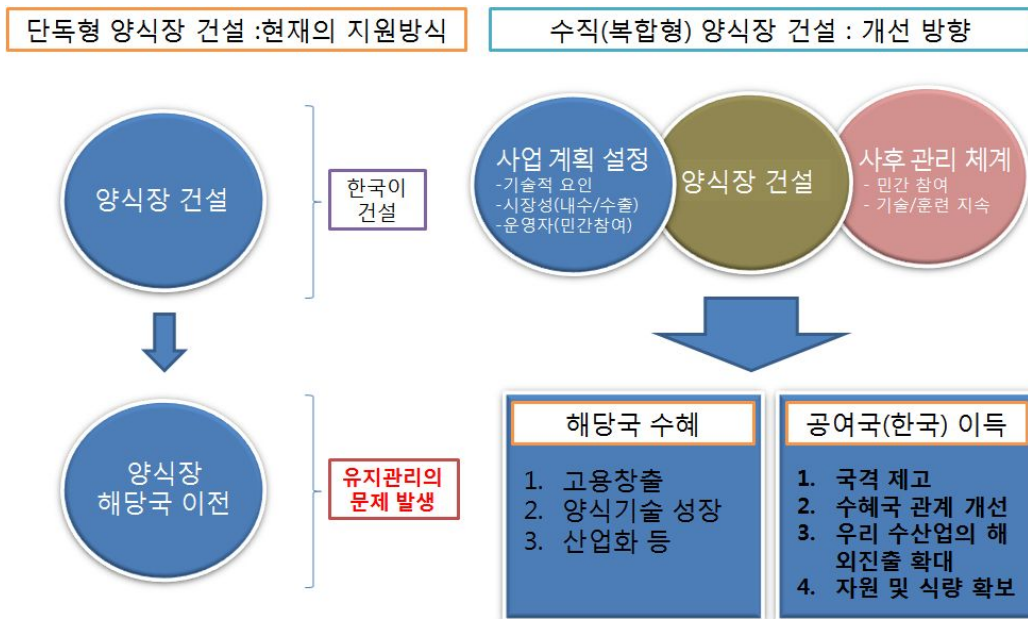 단독형 양식장 건설 :현재의 지원방식
양식장 건설
한국이
건설
양식장
해당국 이전
유지관리의
문제 발생
수직(복합형) 양식장 건설 : 개선 방향
사업 계획 설정
-기술적 요인
-시장성(내수/수출)
-운영자(민간참여)
양식장 건설
사후 관리 체계
- 민간 참여
- 기술/훈련 지속
해당국 수혜
1. 고용창출
2. 양식기술 성장
3. 산업화 등
공여국(한국) 이득
1. 국격 제고
2. 수혜국 관계 개선
3. 우리 수산업의 해
외진출 확대
4. 자원 및 식량 확보